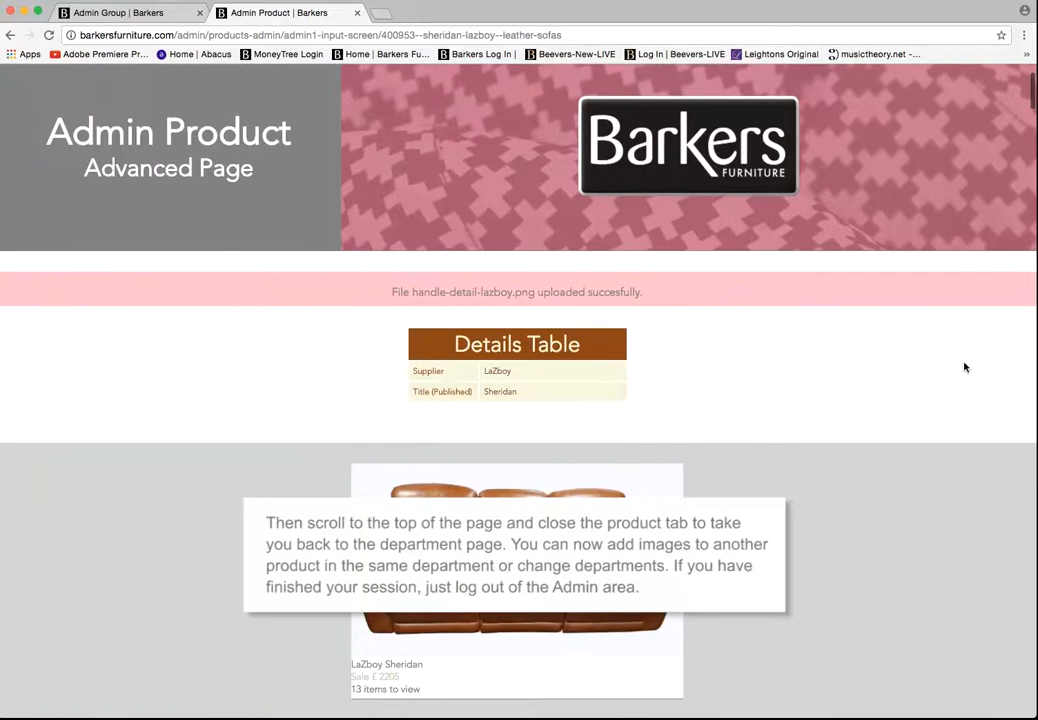 Admin Group | Barkers
Admin Product | Barkers
barkersfurniture.com/admin/products-admin/admin1-input-screen/400953--sheridan-lazboy--leather-sofas
Apps
Adobe Premiere Pr...
Home | Abacus
MoneyTree Login
Home | Barkers Fu...
Barkers Log In |
Beevers-New-LIVE
Log In | Beevers-LIVE
Leightons Original
musictheory.net -...
Admin Product
Advanced Page
Barkers
FURNITURE
File handle-detail-lazboy.png uploaded succesfully.
Details Table
Supplier LaZboy
Title (Published) Sheridan
Then scroll to the top of the page and close the product tab to take
you back to the department page. You can now add images to another
product in the same department or change departments. If you have
finished your session, just log out of the Admin area.
LaZboy Sheridan
Sale £ 2205
13 items to view